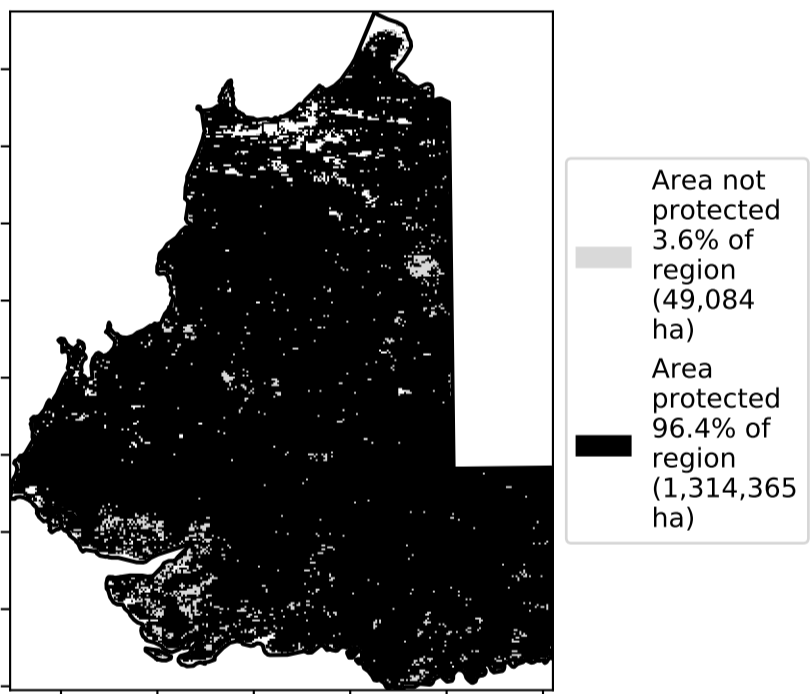 Area not
protected
3.6% of
region
(49,084
ha)
Area
protected
96.4% of
region
(1,314,365
ha)